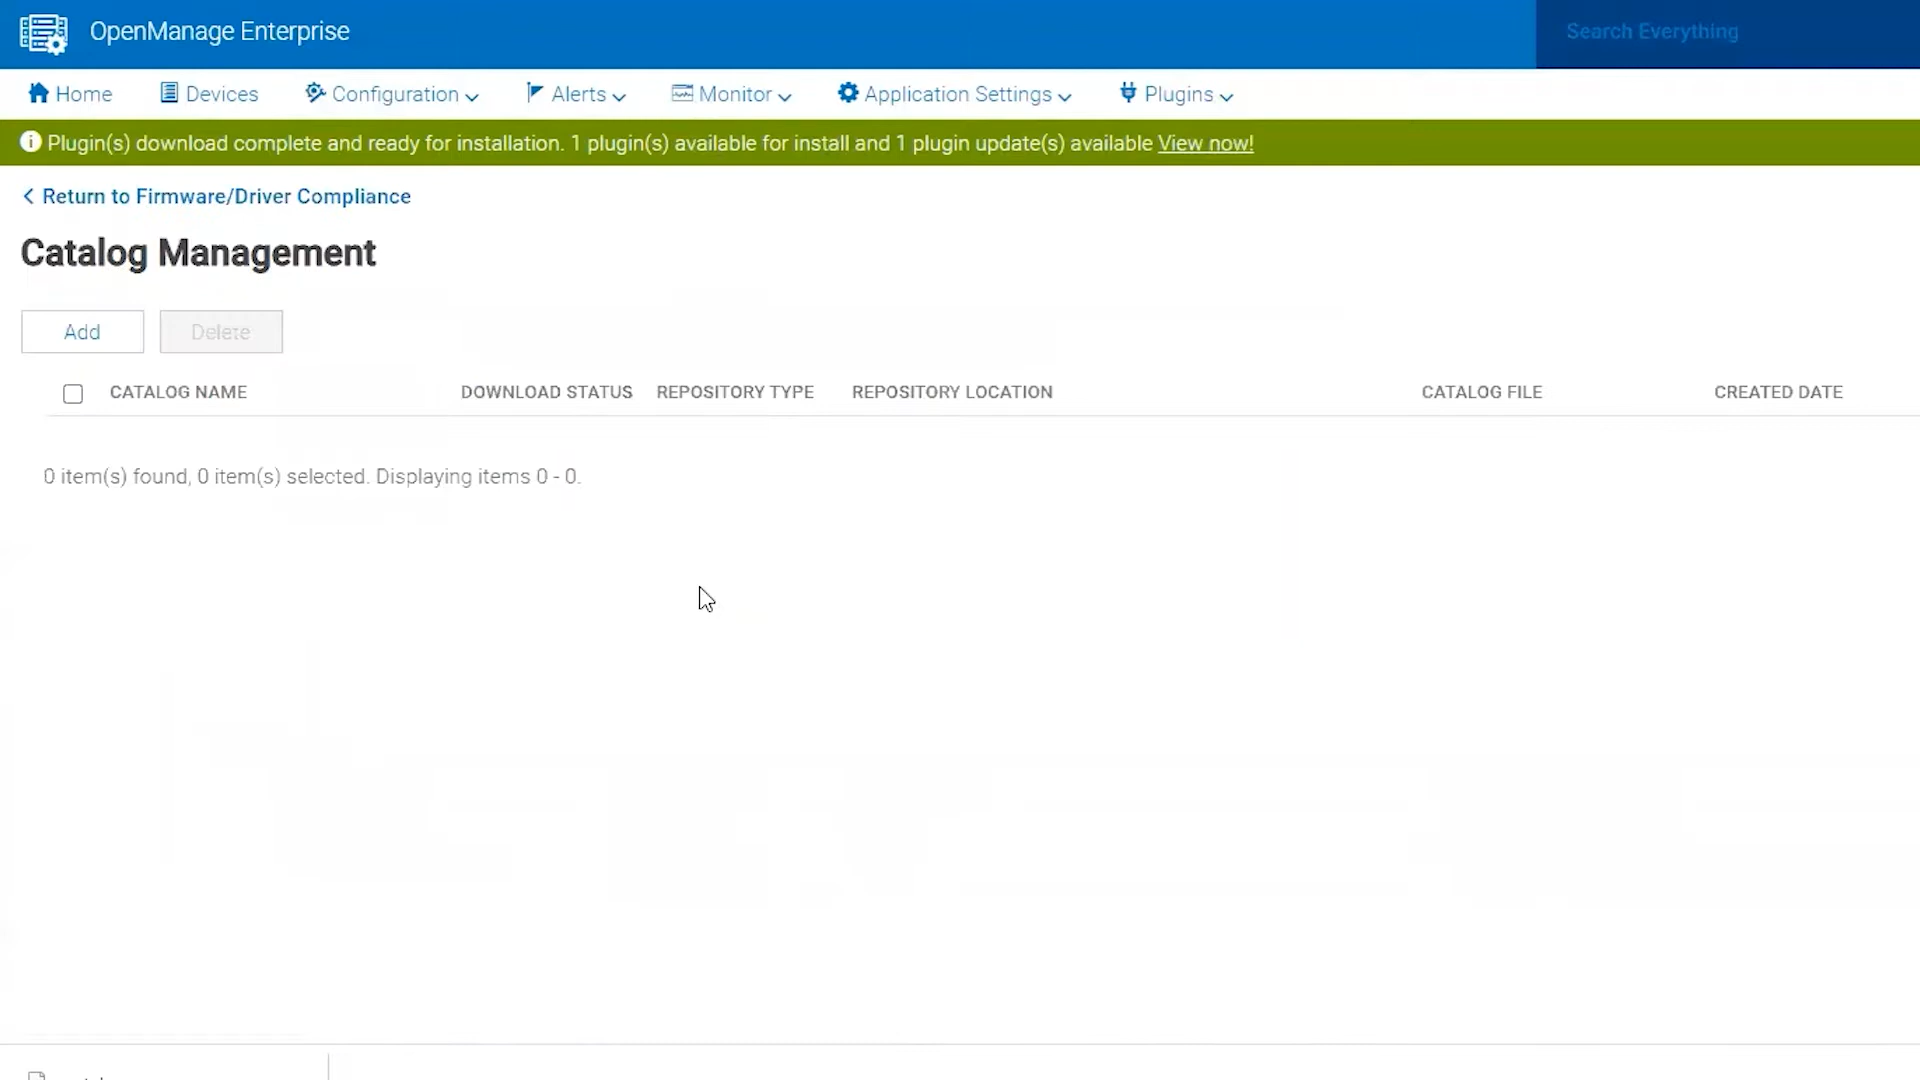 OpenManage Enterprise
Search Everything
Home Devices Configuration Alerts Monitor Application Settings Plugins
Plugin(s) download complete and ready for installation. 1 plugin(s) available for install and 1 plugin update(s) available View now!
Return to Firmware/Driver Compliance
Catalog Management
Add Delete
CATALOG NAME DOWNLOAD STATUS REPOSITORY TYPE REPOSITORY LOCATION CATALOG FILE CREATED DATE
0 item(s) found, 0 item(s) selected. Displaying items 0 - 0.